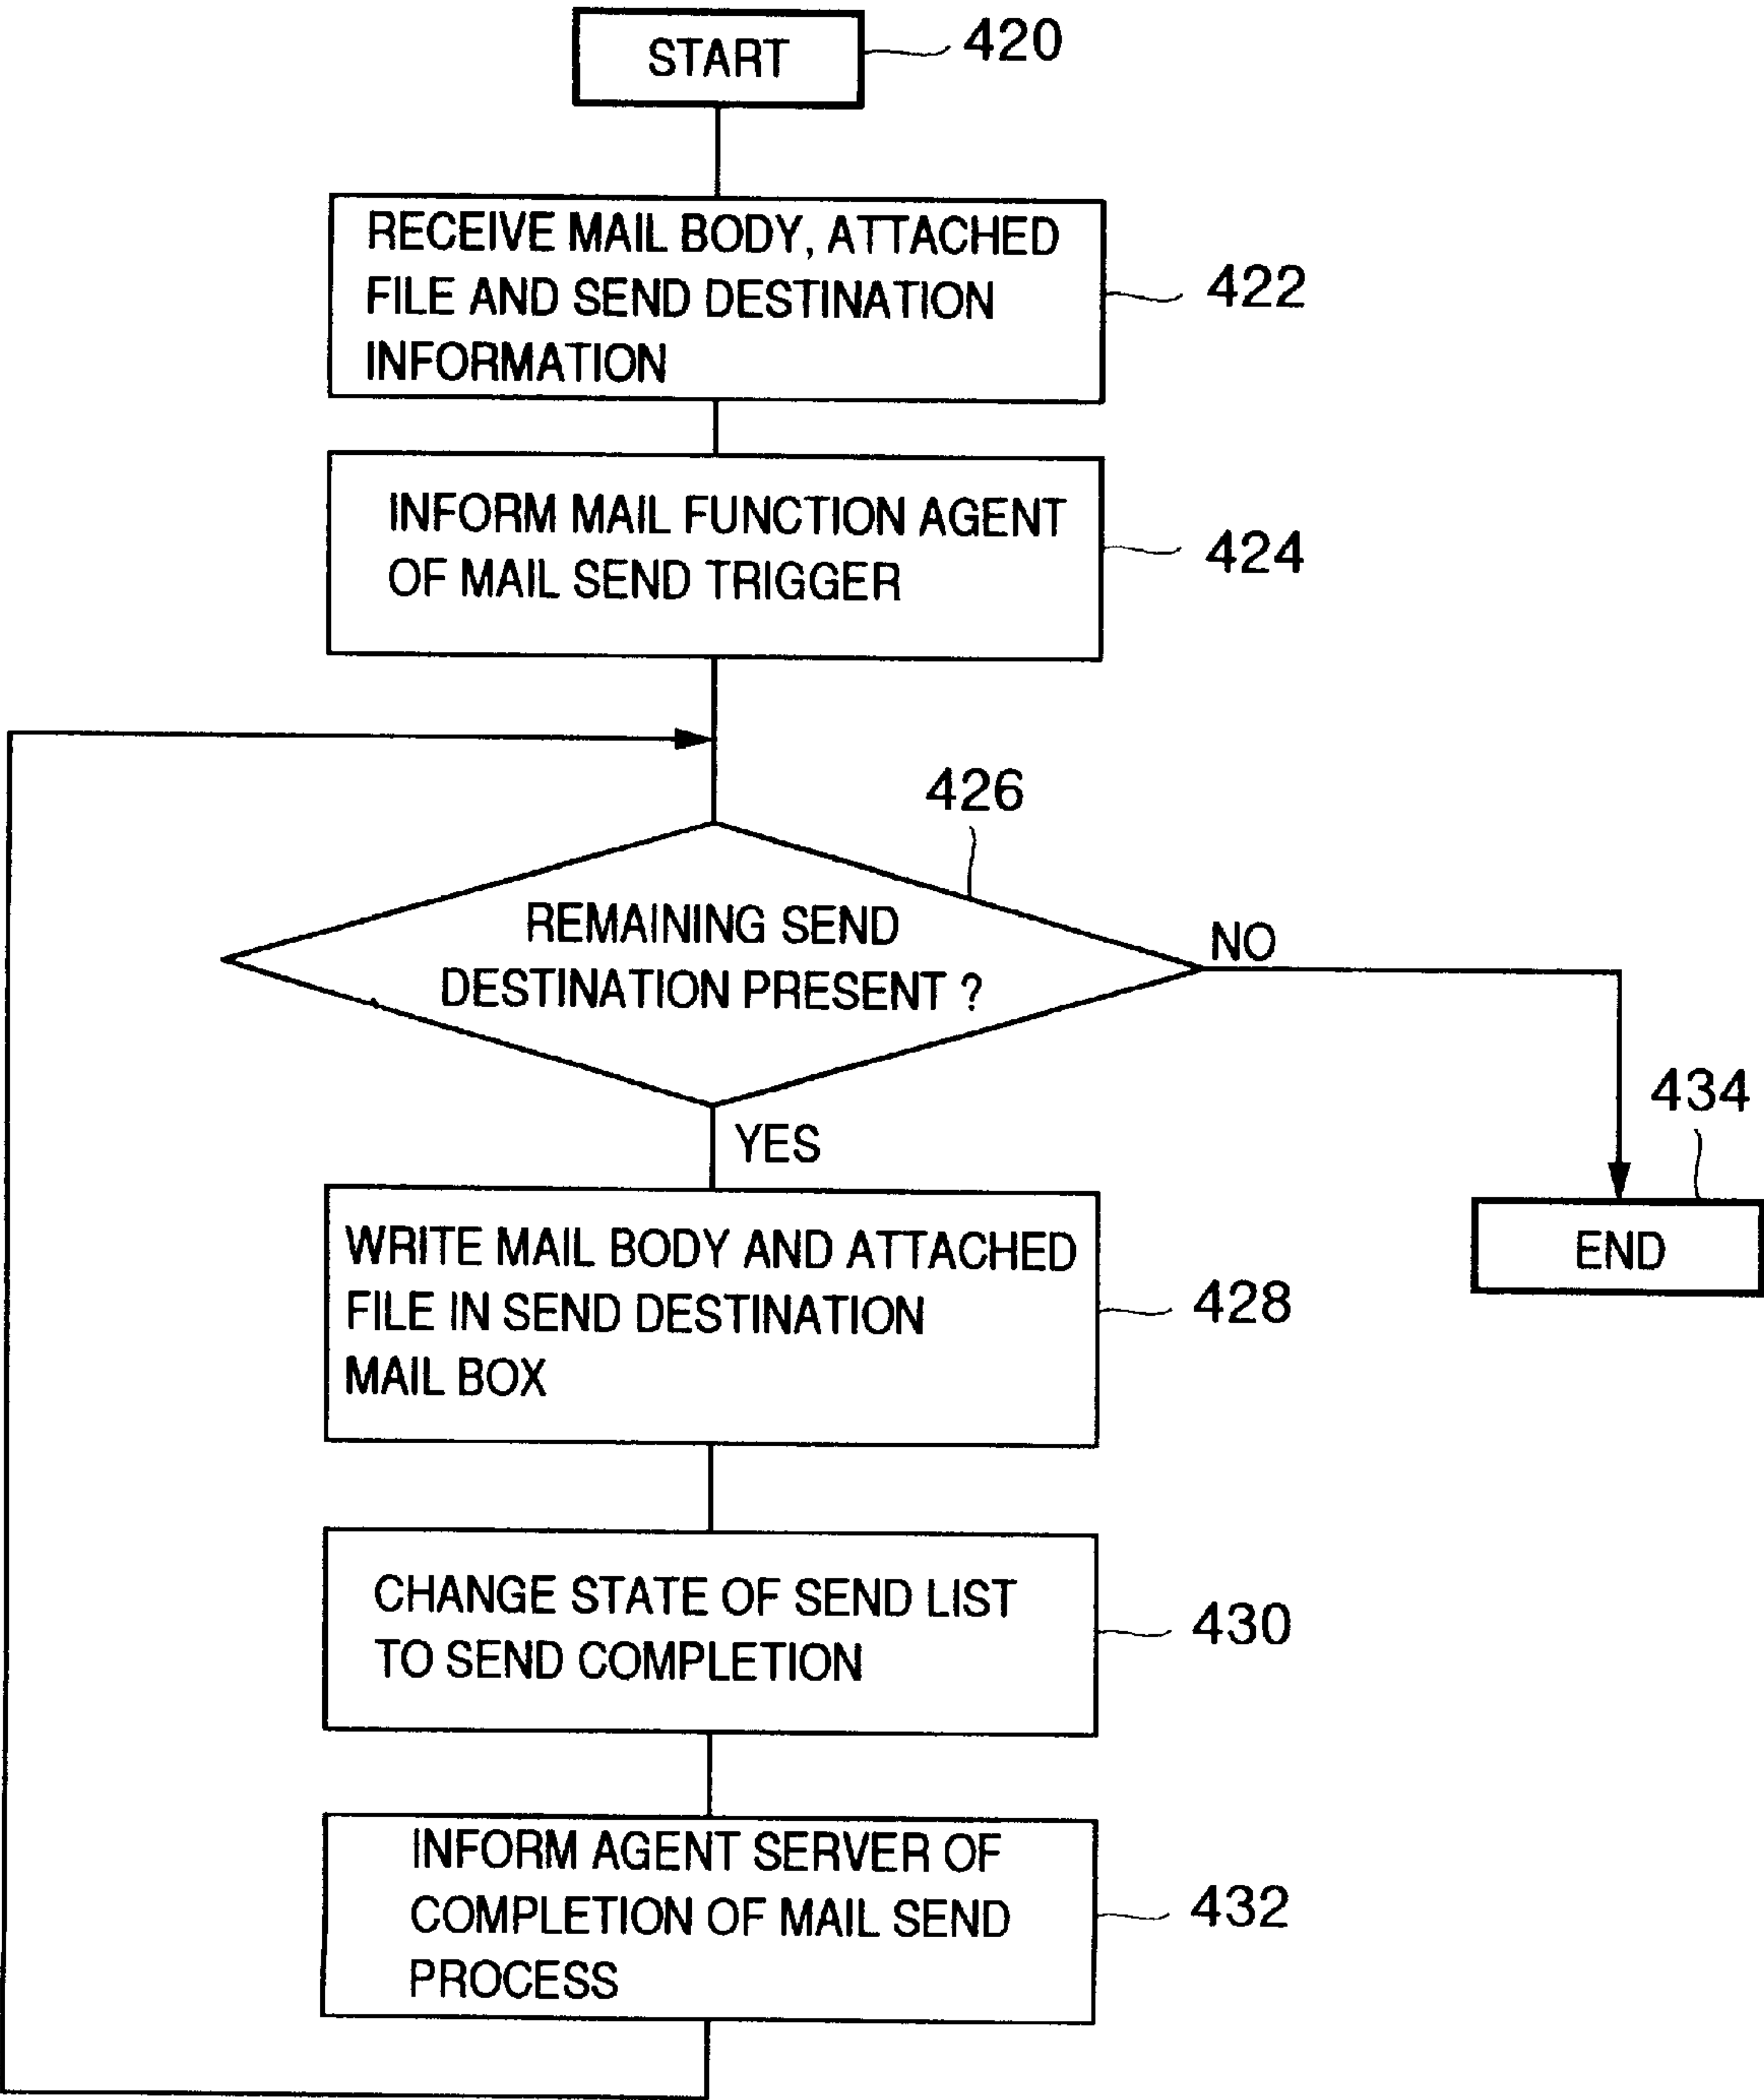 START
420
RECEIVE MAIL BODY, ATTACHED
FILE AND SEND DESTINATION
INFORMATION
422
INFORM MAIL FUNCTION AGENT
OF MAIL SEND TRIGGER
424
426
REMAINING SEND
DESTINATION PRESENT ?
NO
YES
434
END
WRITE MAIL BODY AND ATTACHED
FILE IN SEND DESTINATION
MAIL BOX
428
CHANGE STATE OF SEND LIST
TO SEND COMPLETION
430
INFORM AGENT SERVER OF
COMPLETION OF MAIL SEND
PROCESS
432